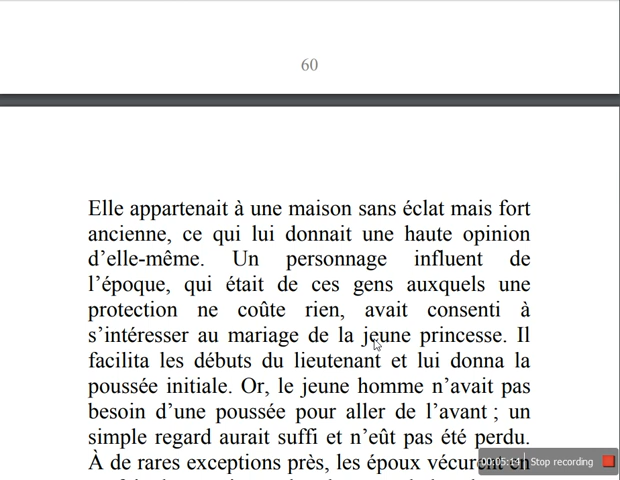 60
Elle appartenait à une maison sans éclat mais fort
ancienne, ce qui lui donnait une haute opinion
d’elle-même. Un personnage influent de
l’époque, qui était de ces gens auxquels une
protection ne coûte rien, avait consenti à
s’intéresser au mariage de la jeune princesse. Il
facilita les débuts du lieutenant et lui donna la
poussée initiale. Or, le jeune homme n’avait pas
besoin d’une poussée pour aller de l’avant ; un
simple regard aurait suffi et n’eût pas été perdu.
À de rares exceptions près, les époux vécurent en
Stop recording